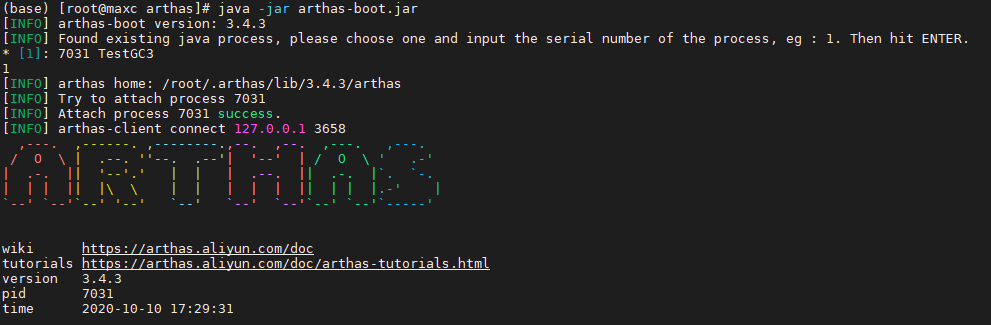 (base) [root@maxc arthas]# java -jar arthas-boot.jar
[INFO] arthas-boot version: 3.4.3
[INFO] Found existing java process, please choose one and input the serial number of the process, eg : 1. Then hit ENTER.
* [1]: 7031 TestGC3
1
[INFO] arthas home: /root/.arthas/lib/3.4.3/arthas
[INFO] Try to attach process 7031
[INFO] Attach process 7031 success.
[INFO] arthas-client connect 127.0.0.1 3658
  ,---.  ,------. ,--------.,--.  ,--.  ,---.   ,---.
 /  O  \ |  .--. ''--.  .--'|  '--'  | /  O  \ '   .-'
|  .-.  ||  '--'.'   |  |   |  .--.  ||  .-.  |`.  `-.
|  | |  ||  |\  \    |  |   |  |  |  ||  | |  |.-'    |
`--' `--'`--' '--'   `--'   `--'  `--'`--' `--'`-----'
wiki      https://arthas.aliyun.com/doc
tutorials https://arthas.aliyun.com/doc/arthas-tutorials.html
version   3.4.3
pid       7031
time      2020-10-10 17:29:31